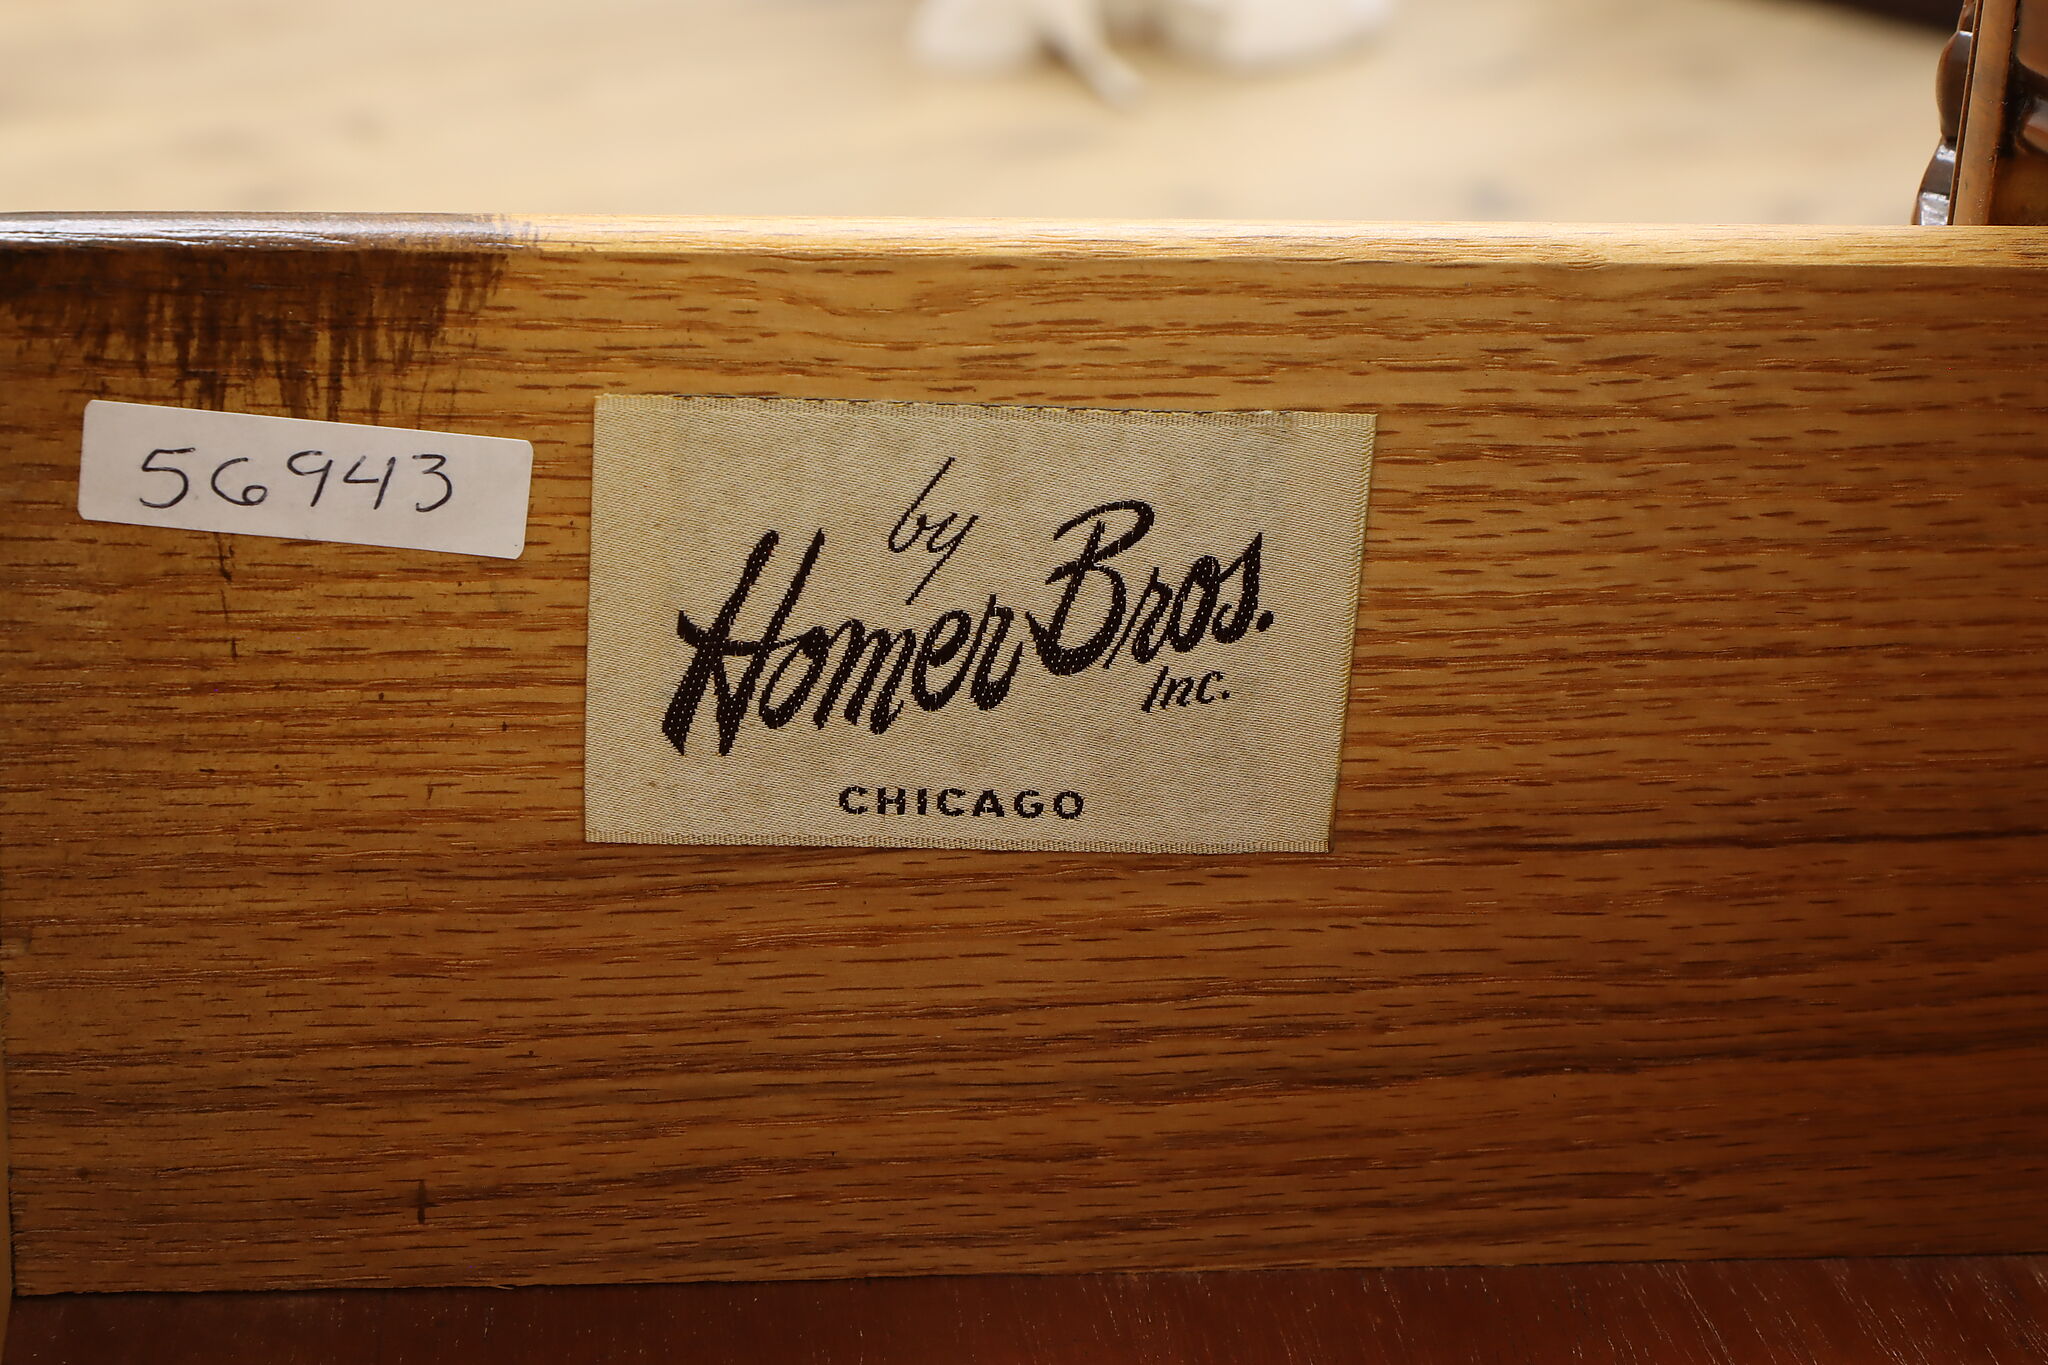 56943
by
Homer Bros.
Inc.
CHICAGO